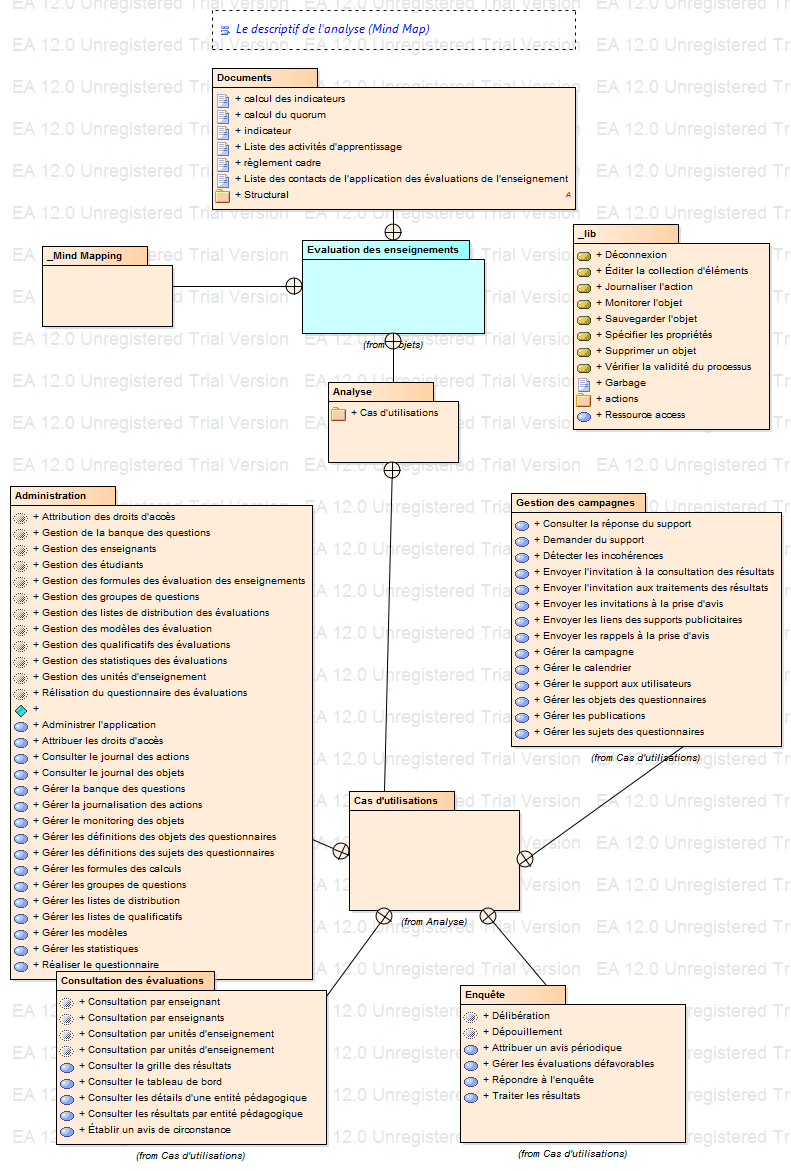 Le descriptif de l'analyse (Mind Map)
Documents
+ calcul des indicateurs
+ calcul du quorum
+ indicateur
+ Liste des activités d'apprentissage
+ règlement cadre
+ Liste des contacts de l'application des évaluations de l'enseignement
+ Structural
A
_Mind Mapping
Evaluation des enseignements
(from Objets)
_lib
+ Déconnexion
+ Éditer la collection d'éléments
+ Journaliser l'action
+ Monitorer l'objet
+ Sauvegarder l'objet
+ Spécifier les propriétés
+ Supprimer un objet
+ Vérifier la validité du processus
+ Garbage
+ actions
+ Ressource access
Analyse
+ Cas d'utilisations
Administration
+ Attribution des droits d'accès
+ Gestion de la banque des questions
+ Gestion des enseignants
+ Gestion des étudiants
+ Gestion des formules des évaluation des enseignements
+ Gestion des groupes de questions
+ Gestion des listes de distribution des évaluations
+ Gestion des modèles des évaluation
+ Gestion des qualificatifs des évaluations
+ Gestion des statistiques des évaluations
+ Gestion des unités d'enseignement
+ Rélisation du questionnaire des évaluations
+
+ Administrer l'application
+ Attribuer les droits d'accès
+ Consulter le journal des actions
+ Consulter le journal des objets
+ Gérer la banque des questions
+ Gérer la journalisation des actions
+ Gérer le monitoring des objets
+ Gérer les définitions des objets des questionnaires
+ Gérer les définitions des sujets des questionnaires
+ Gérer les formules des calculs
+ Gérer les groupes de questions
+ Gérer les listes de distribution
+ Gérer les listes de qualificatifs
+ Gérer les modèles
+ Gérer les statistiques
+ Réaliser le questionnaire
Gestion des campagnes
+ Consulter la réponse du support
+ Demander du support
+ Détecter les incohérences
+ Envoyer l'invitation à la consultation des résultats
+ Envoyer l'invitation aux traitements des résultats
+ Envoyer les invitations à la prise d'avis
+ Envoyer les liens des supports publicitaires
+ Envoyer les rappels à la prise d'avis
+ Gérer la campagne
+ Gérer le calendrier
+ Gérer le support aux utilisateurs
+ Gérer les objets des questionnaires
+ Gérer les publications
+ Gérer les sujets des questionnaires
(from Cas d'utilisations)
Cas d'utilisations
(from Analyse)
Consultation des évaluations
+ Consultation par enseignant
+ Consultation par enseignants
+ Consultation par unités d'enseignement
+ Consultation par unités d'enseignement
+ Consulter la grille des résultats
+ Consulter le tableau de bord
+ Consulter les détails d'une entité pédagogique
+ Consulter les résultats par entité pédagogique
+ Établir un avis de circonstance
(from Cas d'utilisations)
Enquête
+ Délibération
+ Dépouillement
+ Attribuer un avis périodique
+ Gérer les évaluations défavorables
+ Répondre à l'enquête
+ Traiter les résultats
(from Cas d'utilisations)
EA 12.0 Unregistered Trial Version